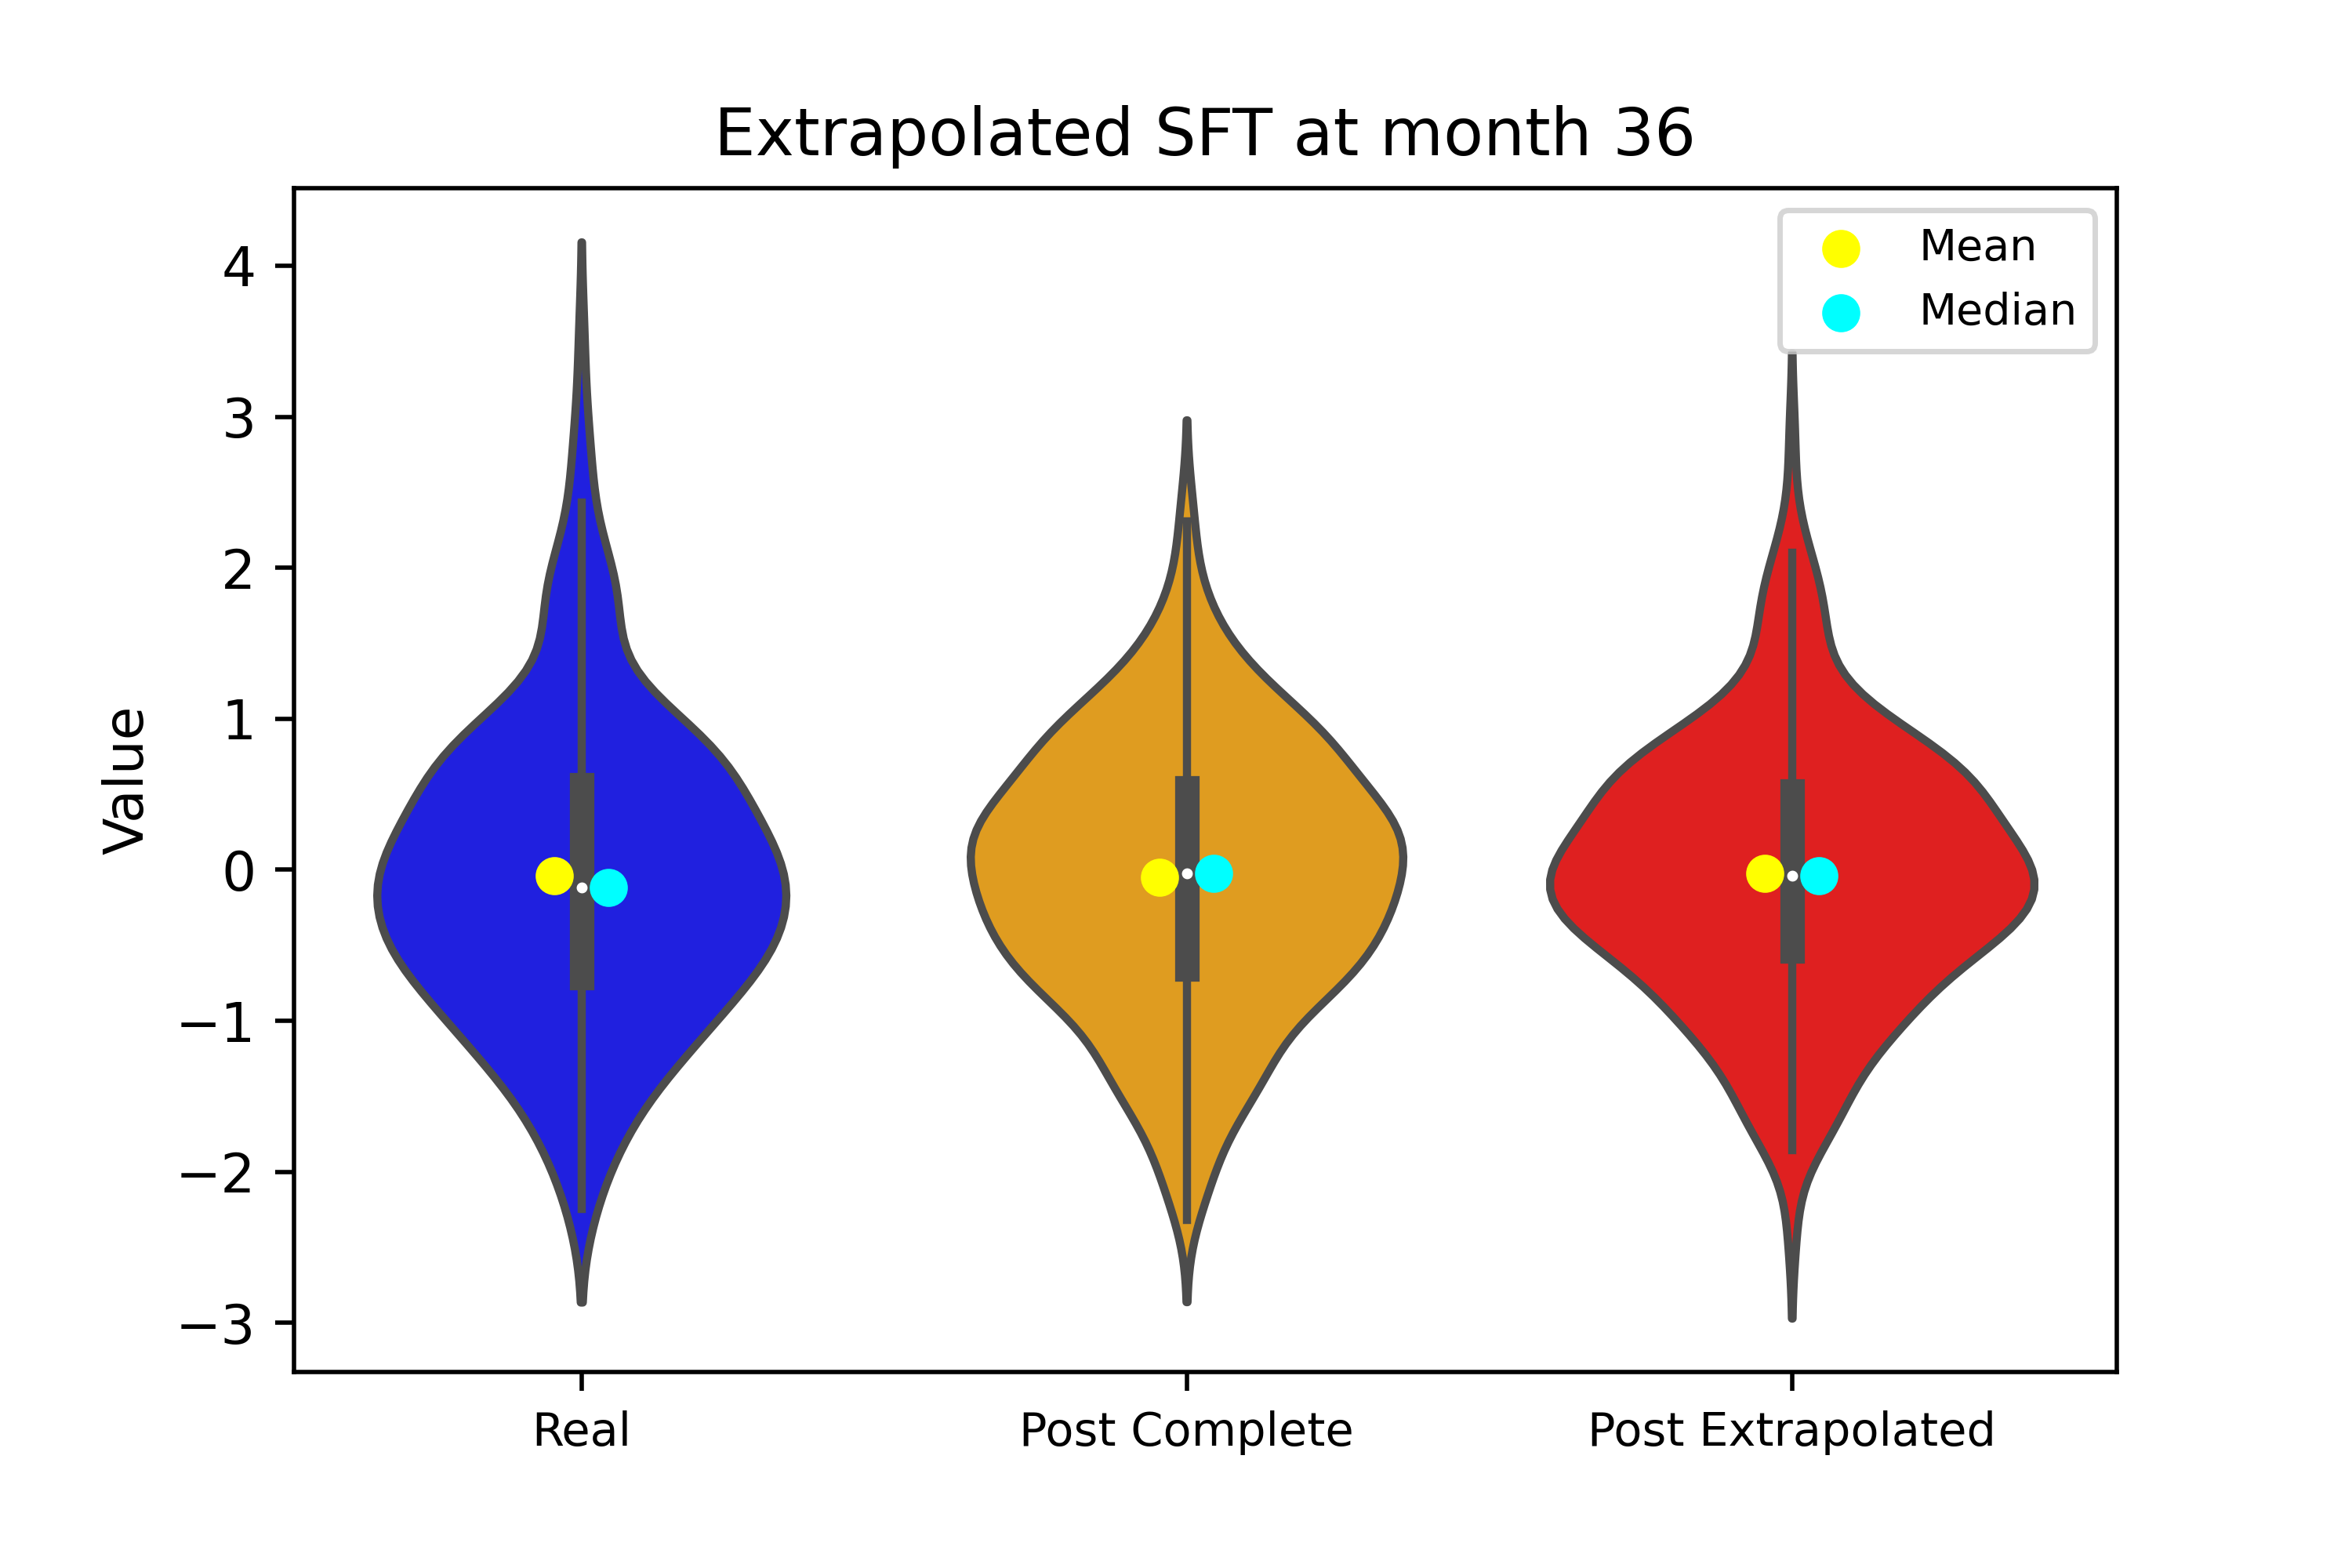 Extrapolated SFT at month 36
Mean
Median
4
3
2
1
0
−1
−2
−3
Value
Real
Post Complete
Post Extrapolated